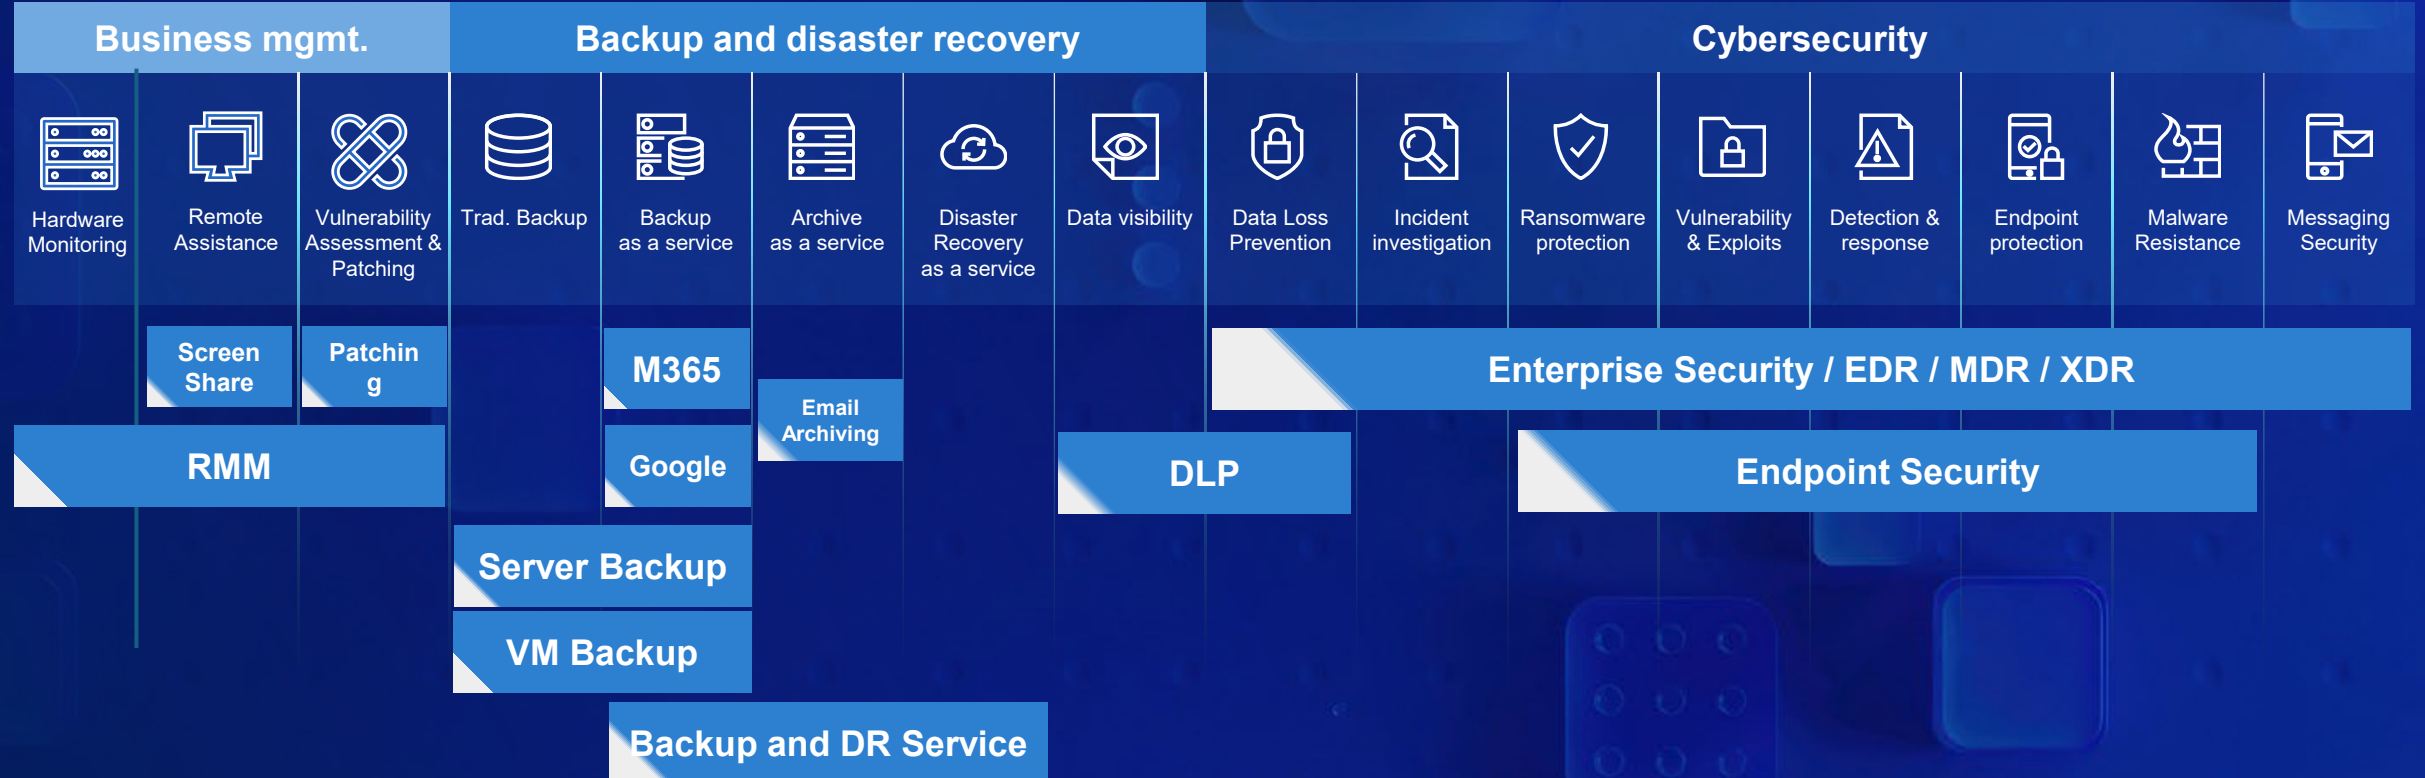 Business mgmt.
Backup and disaster recovery
Cybersecurity
Hardware
Monitoring
Remote
Assistance
Vulnerability
Assessment &
Patching
Trad. Backup
Backup
as a service
Archive
as a service
Disaster
Recovery
as a service
Data visibility
Data Loss
Prevention
Incident
investigation
Ransomware
protection
Vulnerability
& Exploits
Detection &
response
Endpoint
protection
Malware
Resistance
Messaging
Security
Screen
Share
Patchin
g
M365
Email
Archiving
Enterprise Security / EDR / MDR / XDR
RMM
Google
DLP
Endpoint Security
Server Backup
VM Backup
Backup and DR Service